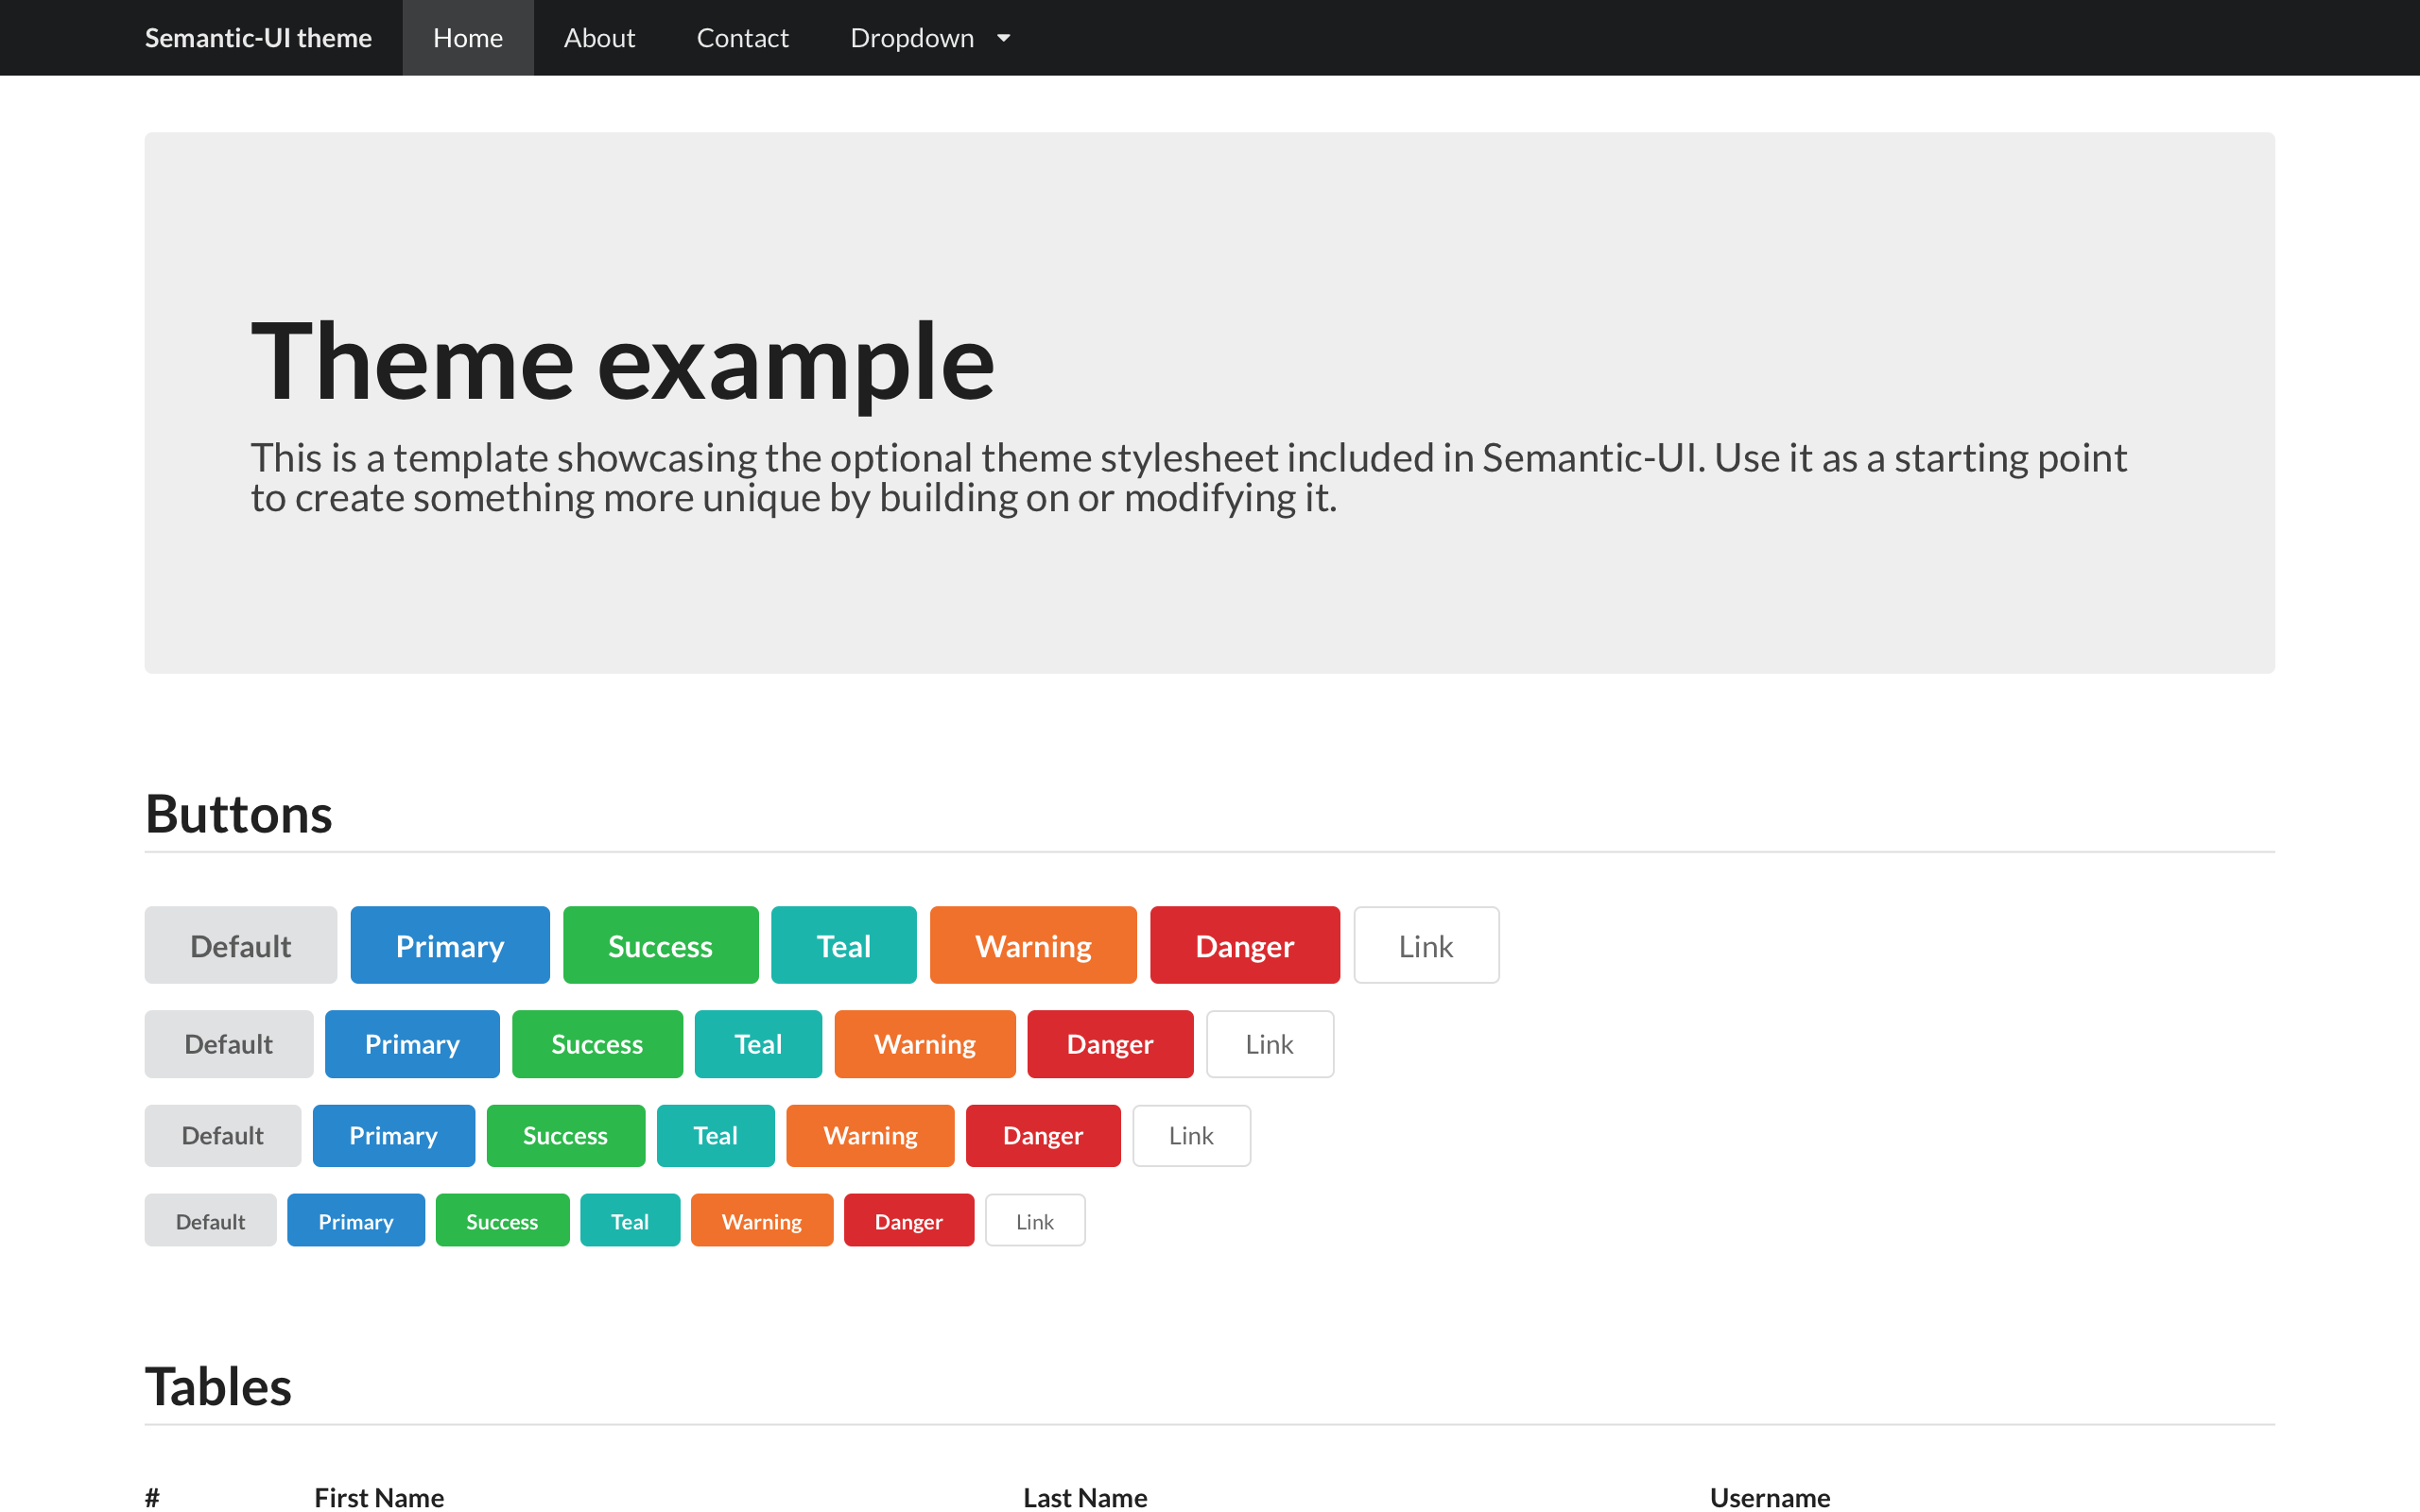 Semantic-UI theme Home About Contact Dropdown
Theme example
This is a template showcasing the optional theme stylesheet included in Semantic-UI. Use it as a starting point
to create something more unique by building on or modifying it.
Buttons
Default Primary Success Teal Warning Danger Link
Default Primary Success Teal Warning Danger Link
Default Primary Success Teal Warning Danger Link
Default Primary Success Teal Warning Danger Link
Tables
# First Name Last Name Username